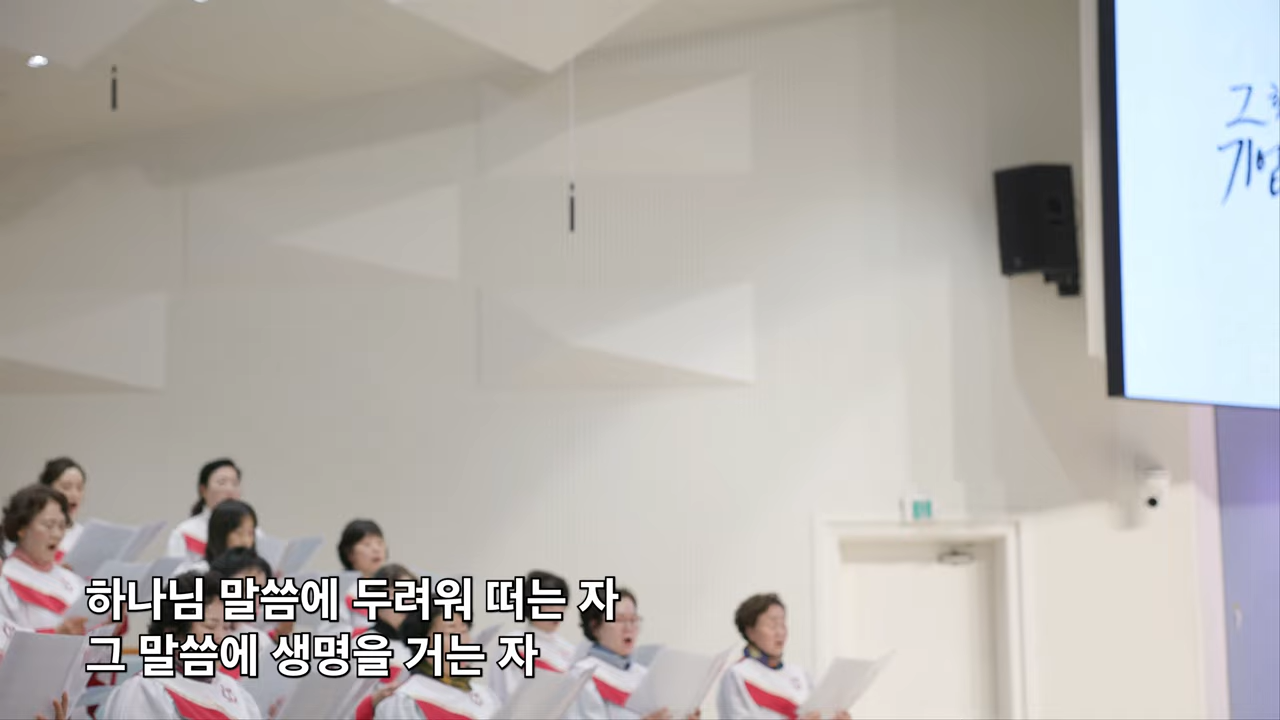 하나님 말씀에 두려워 떠는 자
그 말씀에 생명을 거는 자
그